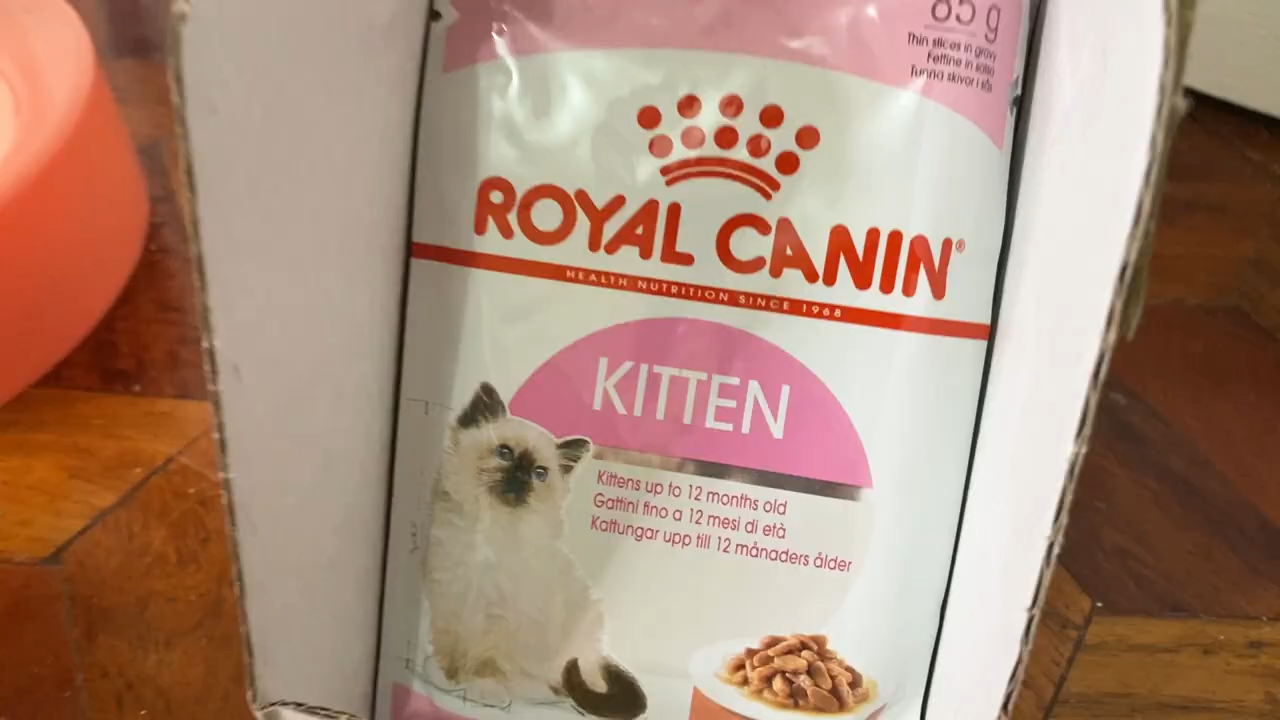 85 g
Thin slices in gravy
Fettine in salsa
Tunna skivor i sås
ROYAL CANIN®
HEALTH NUTRITION SINCE 1968
KITTEN
Kittens up to 12 months old
Gattini fino a 12 mesi di età
Kattungar upp till 12 månaders ålder